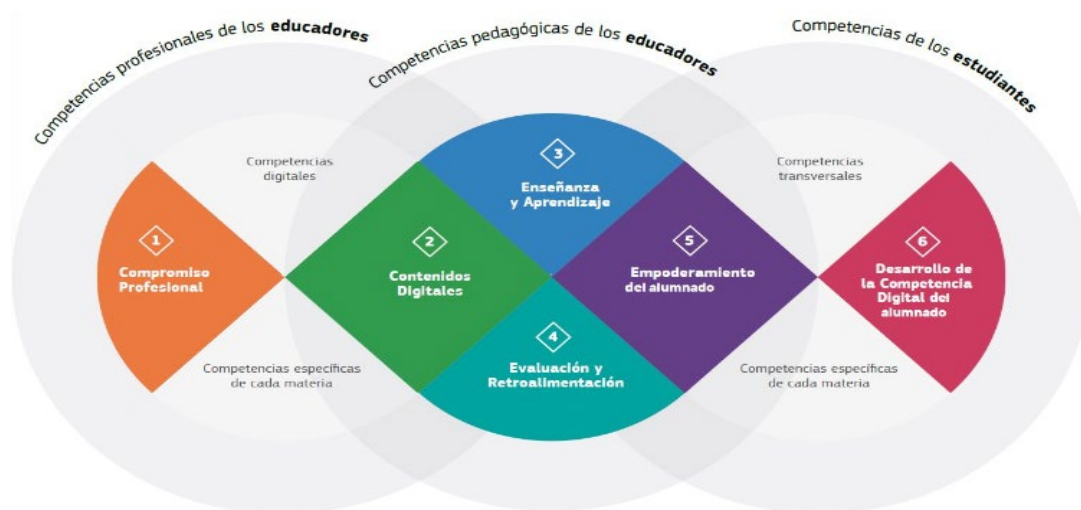 Competencias profesionales de los educadores
Competencias pedagógicas de los educadores
Competencias de los estudiantes
Competencias
digitales
Competencias
transversales
1
Compromiso
Profesional
2
Contenidos
Digitales
3
Enseñanza
y Aprendizaje
4
Evaluación y
Retroalimentación
5
Empoderamiento
del alumnado
6
Desarrollo de
la Competencia
Digital del
alumnado
Competencias específicas
de cada materia
Competencias específicas
de cada materia